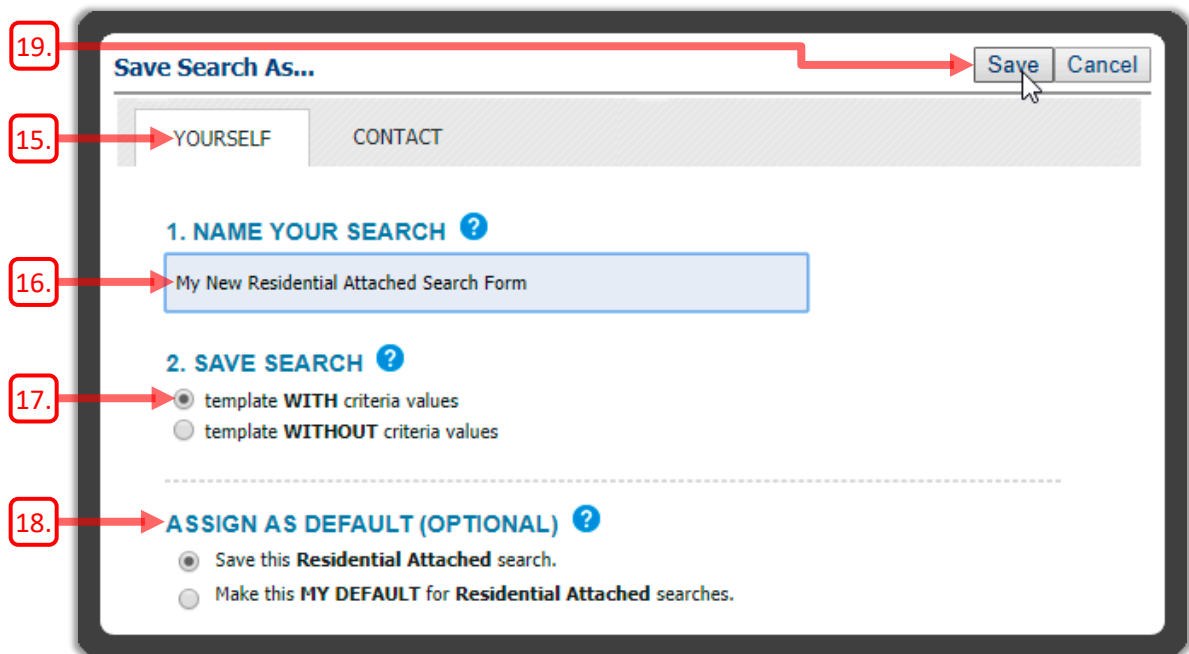 19.
Save Search As...
Save Cancel
15.
YOURSELF CONTACT
1. NAME YOUR SEARCH ?
16.
My New Residential Attached Search Form
2. SAVE SEARCH ?
17.
template WITH criteria values
template WITHOUT criteria values
18.
ASSIGN AS DEFAULT (OPTIONAL) ?
Save this Residential Attached search.
Make this MY DEFAULT for Residential Attached searches.